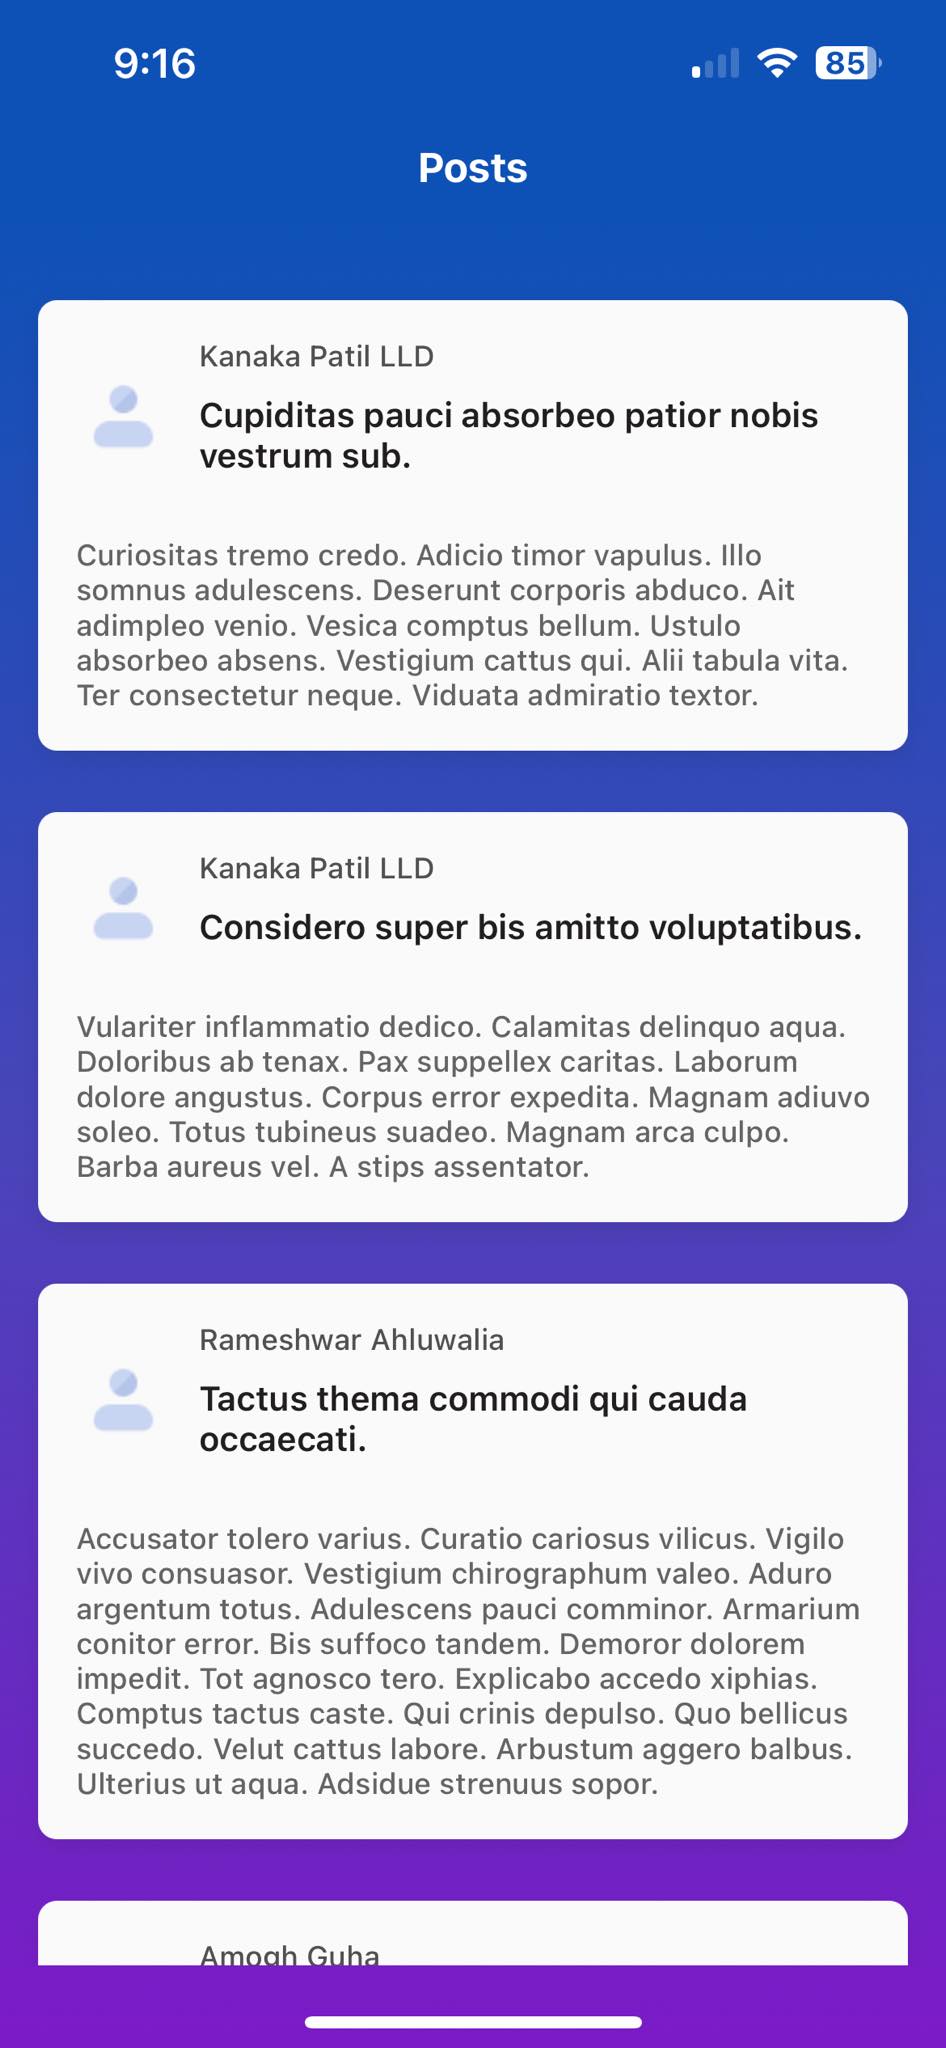 9:16
85
Posts
Kanaka Patil LLD
Cupiditas pauci absorbeo patior nobis
vestrum sub.
Curiositas tremo credo. Adicio timor vapulus. Illo
somnus adulescens. Deserunt corporis abduco. Ait
adimpleo venio. Vesica comptus bellum. Ustulo
absorbeo absens. Vestigium cattus qui. Alii tabula vita.
Ter consectetur neque. Viduata admiratio textor.
Kanaka Patil LLD
Considero super bis amitto voluptatibus.
Vulariter inflammatio dedico. Calamitas delinquo aqua.
Doloribus ab tenax. Pax suppellex caritas. Laborum
dolore angustus. Corpus error expedita. Magnam adiuvo
soleo. Totus tubineus suadeo. Magnam arca culpo.
Barba aureus vel. A stips assentator.
Rameshwar Ahluwalia
Tactus thema commodi qui cauda
occaecati.
Accusator tolero varius. Curatio cariosus vilicus. Vigilo
vivo consuasor. Vestigium chirographum valeo. Aduro
argentum totus. Adulescens pauci comminor. Armarium
conitor error. Bis suffoco tandem. Demoror dolorem
impedit. Tot agnosco tero. Explicabo accedo xiphias.
Comptus tactus caste. Qui crinis depulso. Quo bellicus
succedo. Velut cattus labore. Arbustum aggero balbus.
Ulterius ut aqua. Adsidue strenuus sopor.
Amogh Guha